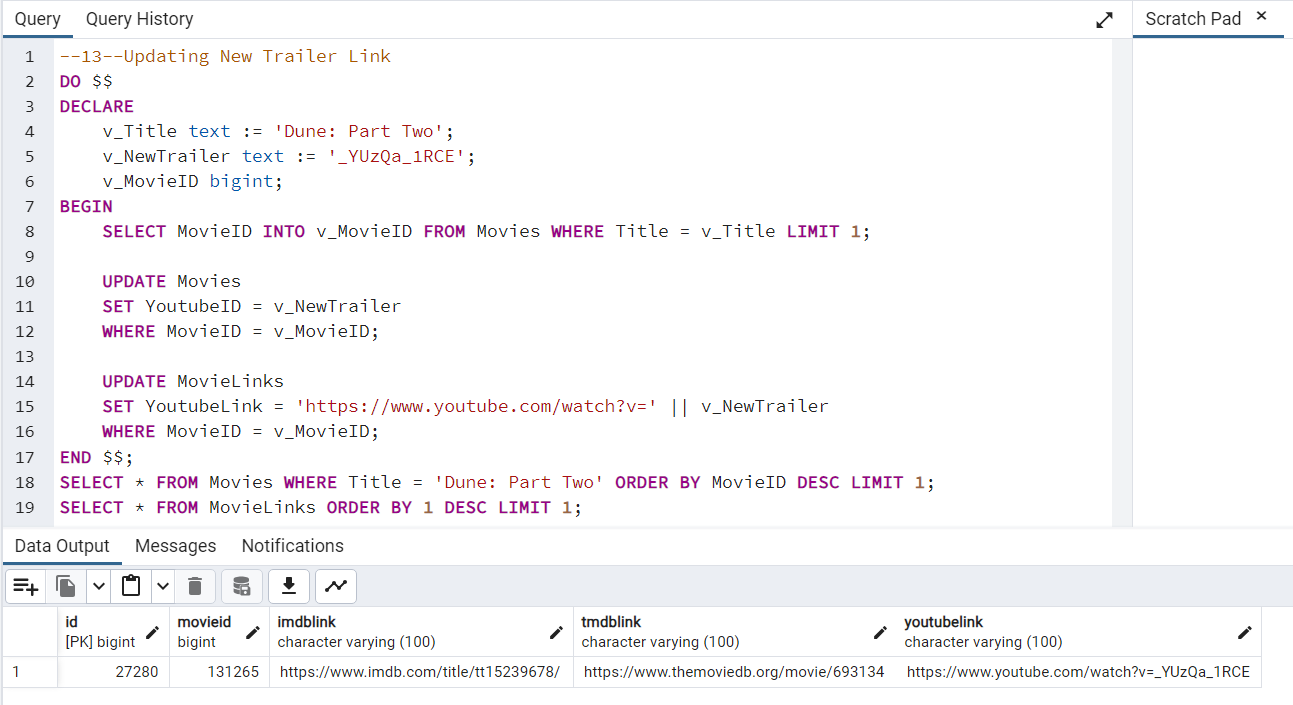 Query Query History Scratch Pad ×
1 --13--Updating New Trailer Link
2 DO $$
3 DECLARE
4 v_Title text := 'Dune: Part Two';
5 v_NewTrailer text := '_YUzQa_1RCE';
6 v_MovieID bigint;
7 BEGIN
8 SELECT MovieID INTO v_MovieID FROM Movies WHERE Title = v_Title LIMIT 1;
9
10 UPDATE Movies
11 SET YoutubeID = v_NewTrailer
12 WHERE MovieID = v_MovieID;
13
14 UPDATE MovieLinks
15 SET YoutubeLink = 'https://www.youtube.com/watch?v=' || v_NewTrailer
16 WHERE MovieID = v_MovieID;
17 END $$;
18 SELECT * FROM Movies WHERE Title = 'Dune: Part Two' ORDER BY MovieID DESC LIMIT 1;
19 SELECT * FROM MovieLinks ORDER BY 1 DESC LIMIT 1;
Data Output Messages Notifications
id movieid imdblink tmdblink youtubelink
[PK] bigint bigint character varying (100) character varying (100) character varying (100)
1 27280 131265 https://www.imdb.com/title/tt15239678/ https://www.themoviedb.org/movie/693134 https://www.youtube.com/watch?v=_YUzQa_1RCE